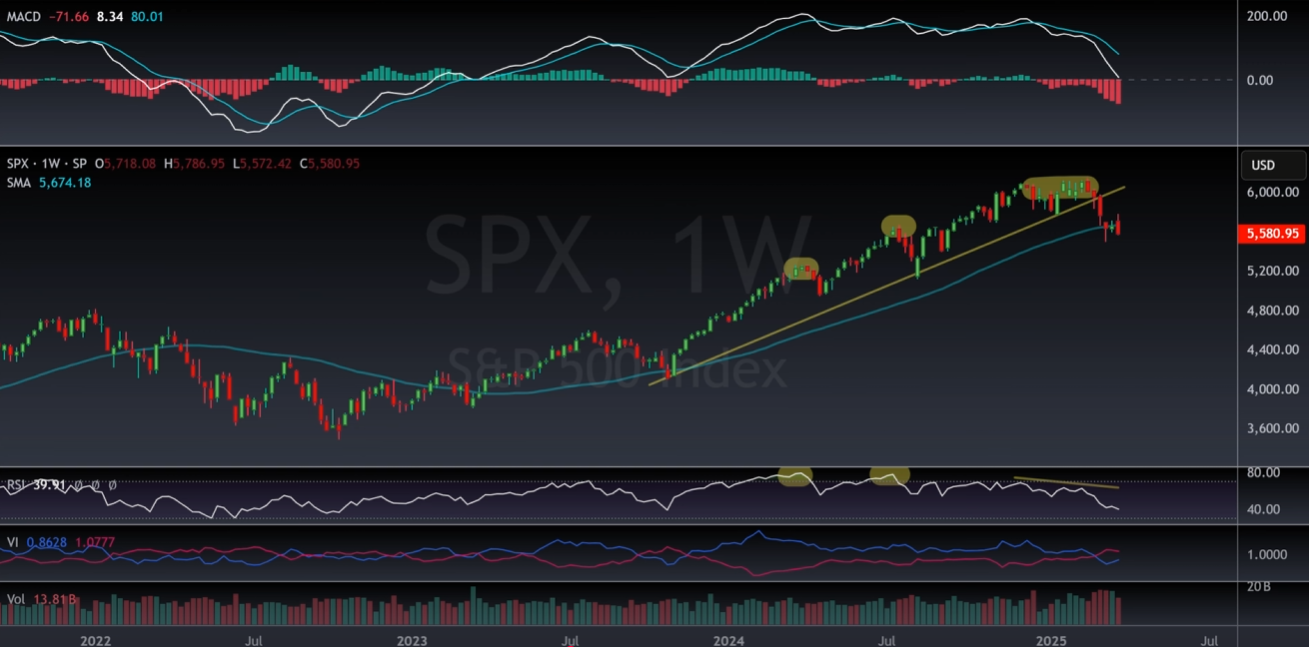 MACD −71.66 8.34 80.01
200.00
0.00
SPX · 1W · SP O5,718.08 H5,786.95 L5,572.42 C5,580.95
SMA 5,674.18
USD
6,000.00
5,580.95
5,200.00
4,800.00
4,400.00
4,000.00
3,600.00
SPX, 1W
S&P 500 Index
RSI 39.91 Ø Ø Ø
80.00
40.00
VI 0.8628 1.0777
1.0000
Vol 13.81B
20B
2022 Jul 2023 Jul 2024 Jul 2025 Jul